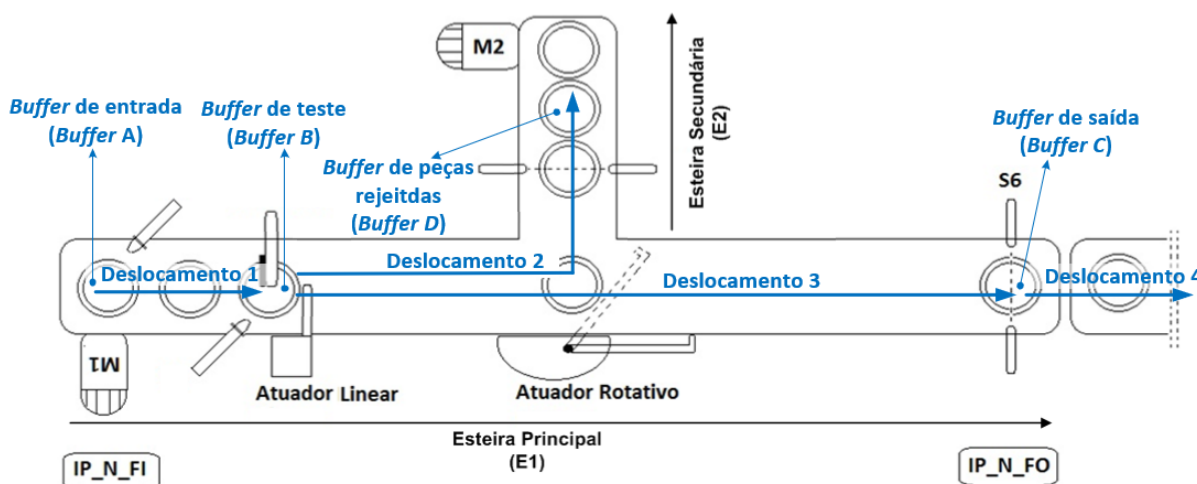 M2
Esteira Secundária
(E2)
Buffer de entrada
(Buffer A)
Buffer de teste
(Buffer B)
Buffer de peças
rejeitdas
(Buffer D)
Buffer de saída
(Buffer C)
S6
Deslocamento 1
Deslocamento 2
Deslocamento 3
Deslocamento 4
M1
Atuador Linear
Atuador Rotativo
Esteira Principal
(E1)
IP_N_FI
IP_N_FO